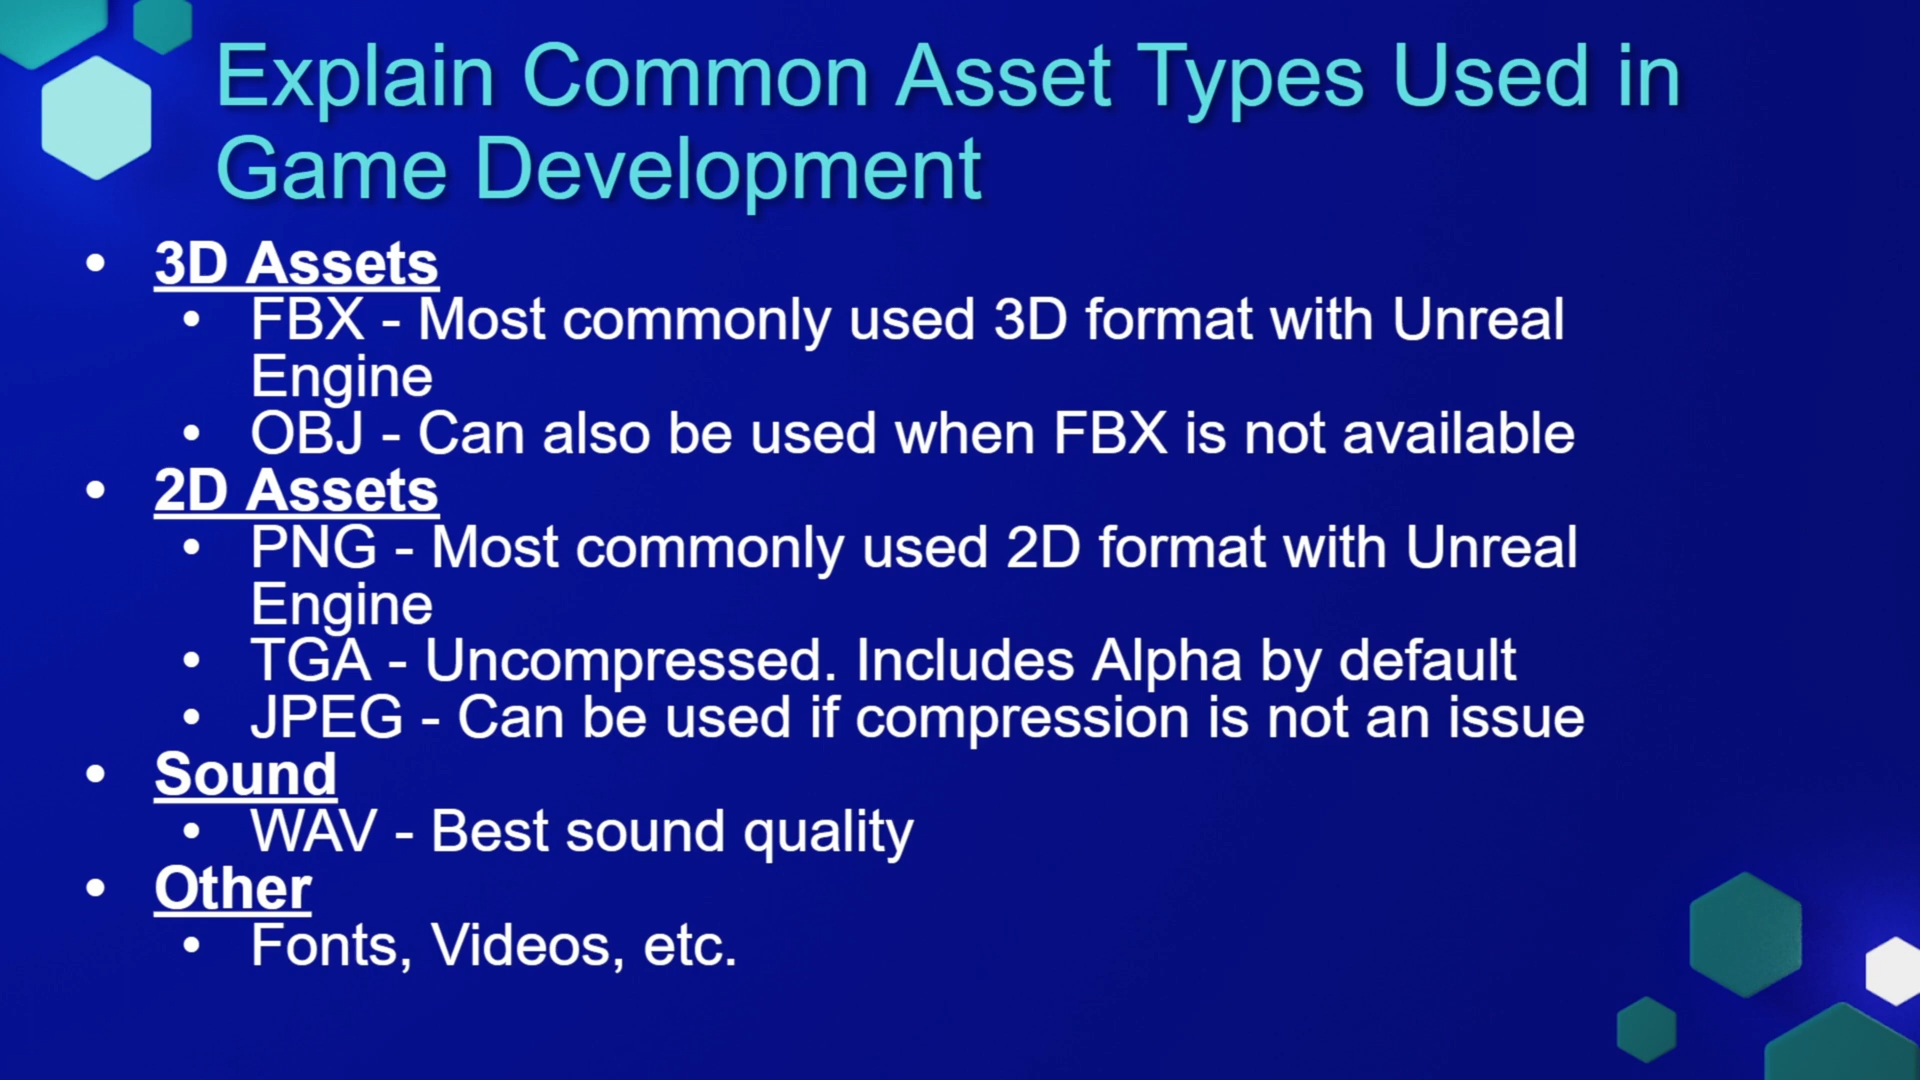 Explain Common Asset Types Used in
Game Development
• 3D Assets
• FBX - Most commonly used 3D format with Unreal
Engine
• OBJ - Can also be used when FBX is not available
• 2D Assets
• PNG - Most commonly used 2D format with Unreal
Engine
• TGA - Uncompressed. Includes Alpha by default
• JPEG - Can be used if compression is not an issue
• Sound
• WAV - Best sound quality
• Other
• Fonts, Videos, etc.